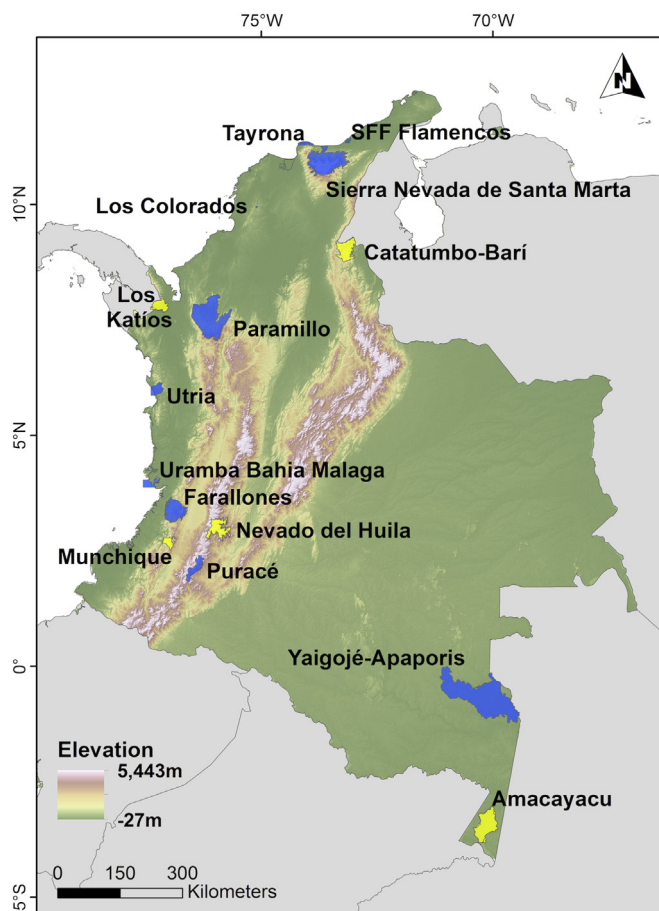 75°W
70°W
N
Tayrona
SFF Flamencos
Sierra Nevada de Santa Marta
10°N
Los Colorados
Catatumbo-Barí
Los
Katíos
Paramillo
Utria
5°N
Uramba Bahia Malaga
Farallones
Nevado del Huila
Munchique
Puracé
Yaigojé-Apaporis
0°
Elevation
5,443m
-27m
Amacayacu
0 150 300
Kilometers
5°S